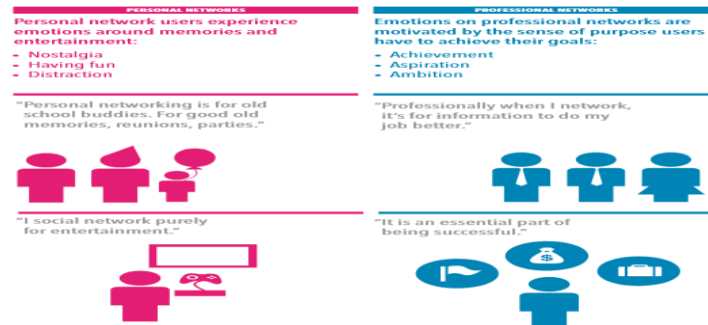 PERSONAL NETWORKS
Personal network users experience
emotions around memories and
entertainment:
• Nostalgia
• Having fun
• Distraction
"Personal networking is for old
school buddies. For good old
memories, reunions, parties."
"I social network purely
for entertainment."
PROFESSIONAL NETWORKS
Emotions on professional networks are
motivated by the sense of purpose users
have to achieve their goals:
• Achievement
• Aspiration
• Ambition
"Professionally when I network,
it's for information to do my
job better."
"It is an essential part of
being successful."
$